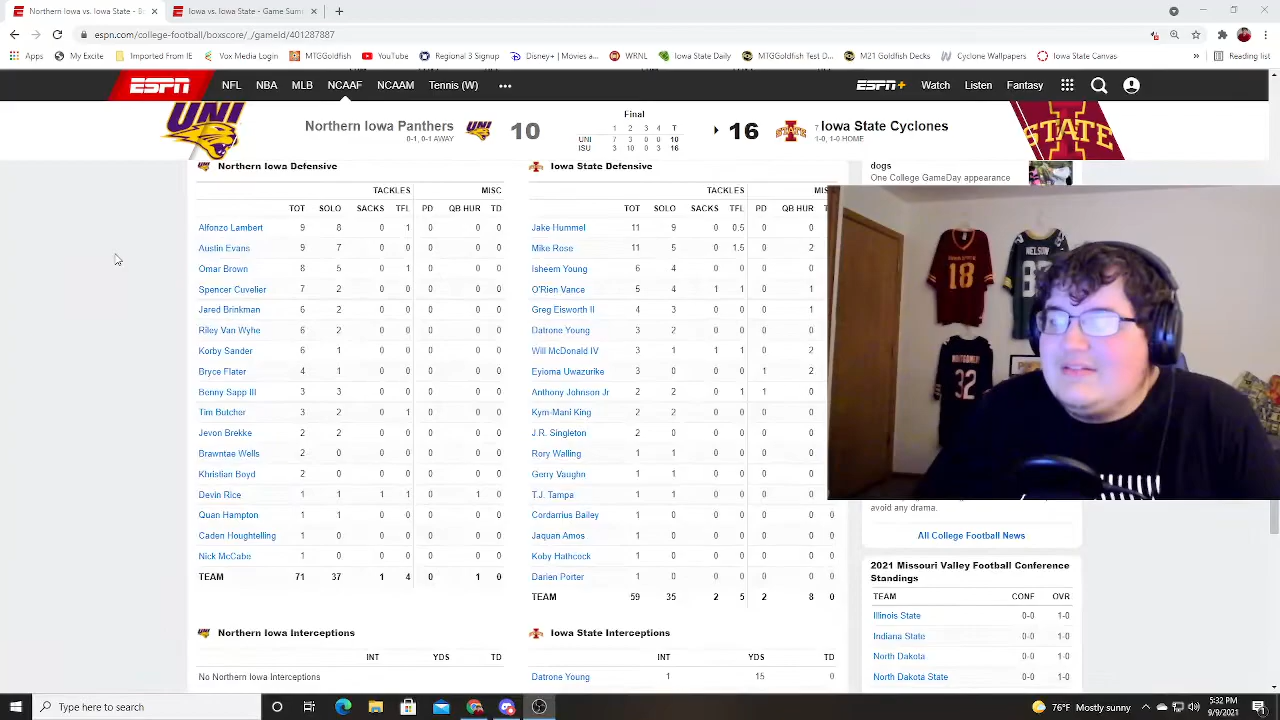 Northern Iowa vs. Iowa State - Bo
Iowa vs. Iowa State - Game Sum
espn.com/college-football/boxscore/_/gameId/401287887
Apps
My Excite
Imported From IE
Vox Media Login
MTGGoldfish
YouTube
Regional 3 Signup
Disney+ | Movies...
WRNL
Iowa State Daily
MTGGoldfish Deck...
M21 Goldfish Decks
Cyclone Wallpapers
Iowa State Canvas
Reading list
ESPN
NFL
NBA
MLB
NCAAF
NCAAM
Tennis (W)
ESPN+
Watch
Listen
Fantasy
UNI
Northern Iowa Panthers
0-1, 0-1 AWAY
10
Final
1 2 3 4 T
UNI 3 7 0 0 10
ISU 3 10 0 3 16
16
7 Iowa State Cyclones
1-0, 1-0 HOME
STATE
Northern Iowa Defensive
TACKLES MISC
TOT SOLO SACKS TFL PD QB HUR TD
Alfonzo Lambert 9 8 0 1 0 0 0
Austin Evans 9 7 0 0 0 0 0
Omar Brown 8 5 0 1 0 0 0
Spencer Cuvelier 7 2 0 0 0 0 0
Jared Brinkman 6 2 0 0 0 0 0
Riley Van Wyhe 6 2 0 0 0 0 0
Korby Sander 6 1 0 0 0 0 0
Bryce Flater 4 1 0 0 0 0 0
Benny Sapp III 3 3 0 0 0 0 0
Tim Butcher 3 2 0 1 0 0 0
Jevon Brekke 2 2 0 0 0 0 0
Brawntae Wells 2 0 0 0 0 0 0
Khristian Boyd 2 0 0 0 0 0 0
Devin Rice 1 1 1 1 0 1 0
Quan Hampton 1 1 0 0 0 0 0
Caden Houghtelling 1 0 0 0 0 0 0
Nick McCabe 1 0 0 0 0 0 0
TEAM 71 37 1 4 0 1 0
Northern Iowa Interceptions
INT YDS TD
No Northern Iowa Interceptions
Iowa State Defensive
TACKLES MIS
TOT SOLO SACKS TFL PD QB HUR T
Jake Hummel 11 9 0 0.5 0 0
Mike Rose 11 5 0 1.5 0 2
Isheem Young 6 4 0 0 0 0
O'Rien Vance 5 4 1 1 0 1
Greg Eisworth II 4 3 0 0 0 1
Datrone Young 3 2 0 0 0 0
Will McDonald IV 3 1 1 1 0 2
Eyioma Uwazurike 3 0 0 0 1 2
Anthony Johnson Jr 2 2 0 1 1 0
Kym-Mani King 2 2 0 0 0 0
J.R. Singleton 2 0 0 0 0 0
Rory Walling 1 1 0 0 0 0
Gerry Vaughn 1 1 0 0 0 0
T.J. Tampa 1 1 0 0 0 0
Cordarrius Bailey 1 0 0 0 0 0 0
Jaquan Amos 1 0 0 0 0 0 0
Koby Hathcock 1 0 0 0 0 0 0
Darien Porter 1 0 0 0 0 0 0
TEAM 59 35 2 5 2 8 0
Iowa State Interceptions
INT YDS TD
Datrone Young 1 15 0
dogs
One College GameDay appearance
18
NELSON
MONTGOMERY
32
avoid any drama.
All College Football News
2021 Missouri Valley Football Conference
Standings
TEAM CONF OVR
Illinois State 0-0 1-0
Indiana State 0-0 1-0
North Dakota 0-0 1-0
North Dakota State 0-0 1-0
Type here to search
76°F Mostly sunny
5:32 PM
9/9/2021